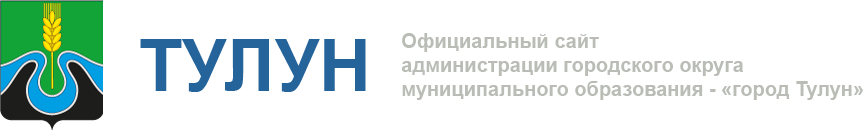 ТУЛУН
Официальный сайт
администрации городского округа
муниципального образования - «город Тулун»